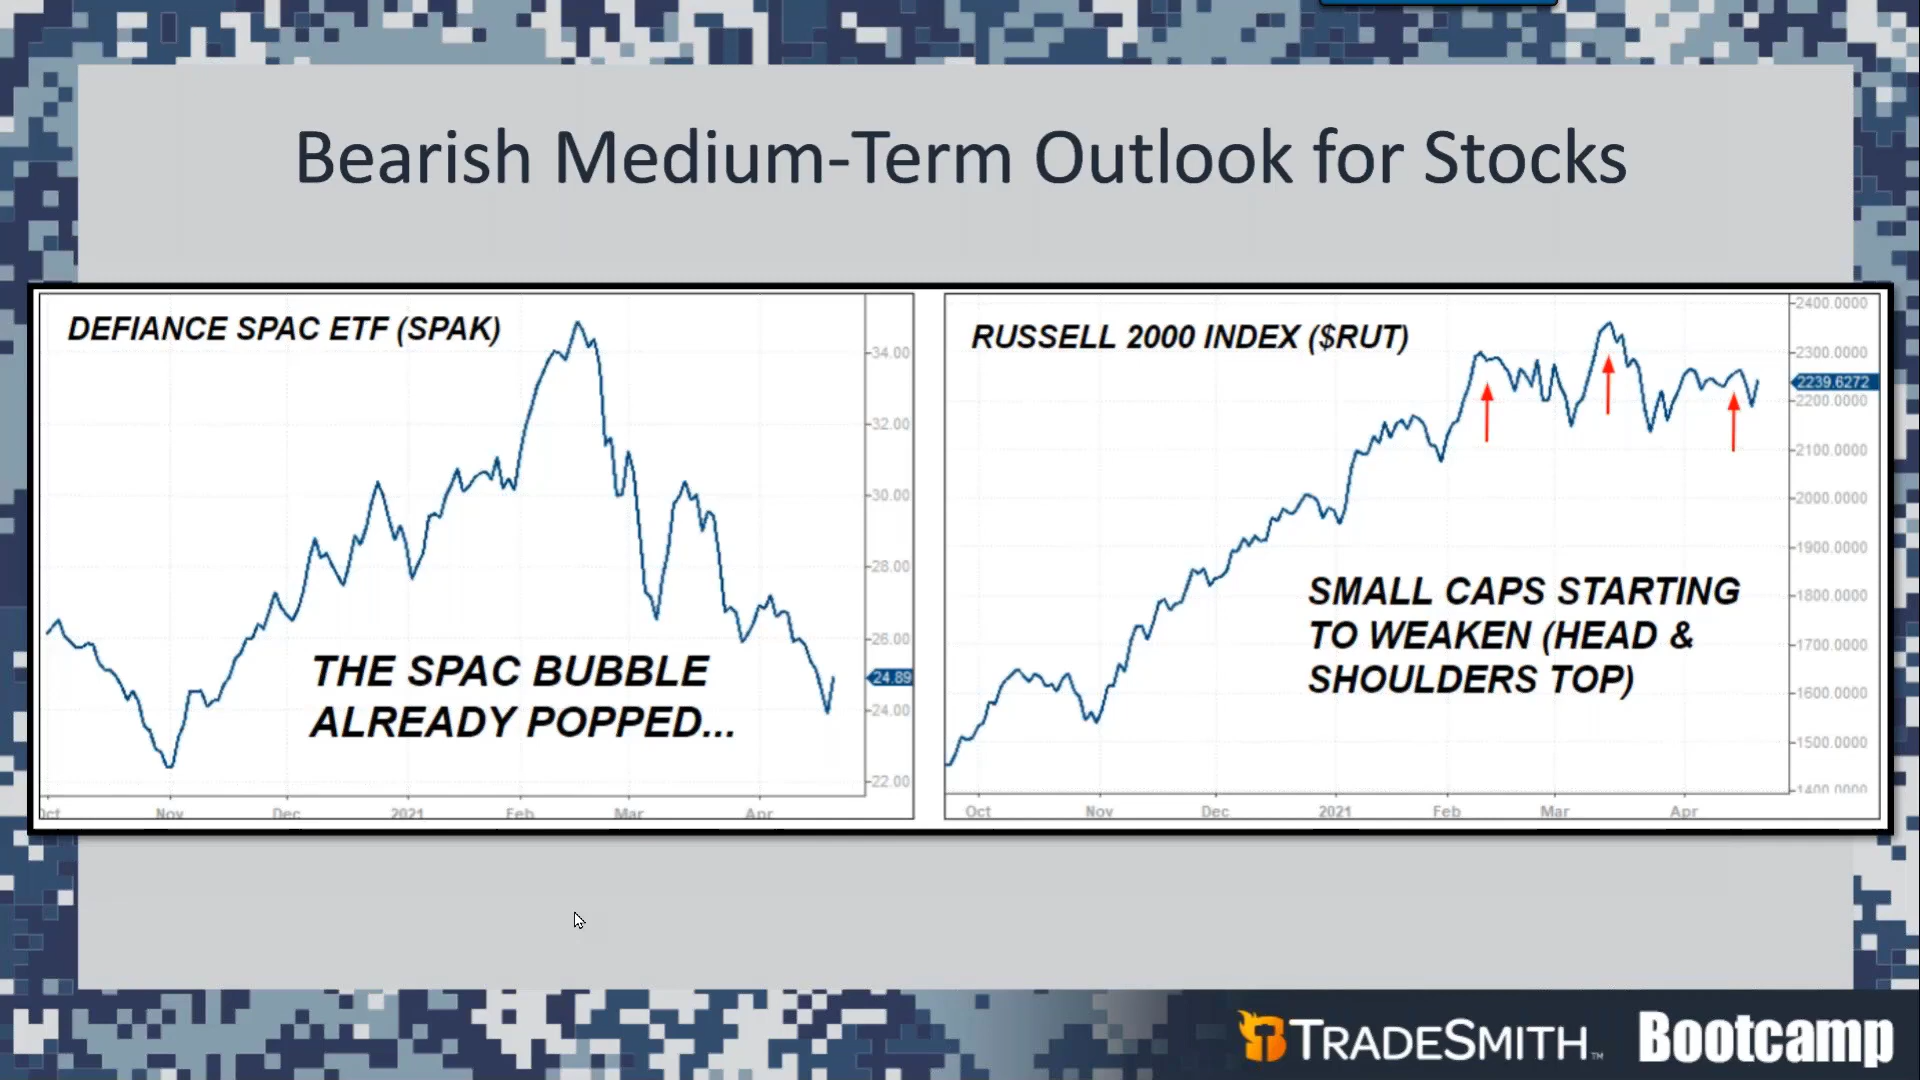 Bearish Medium-Term Outlook for Stocks
DEFIANCE SPAC ETF (SPAK)
34.00
32.00
30.00
28.00
26.00
24.89
24.00
22.00
THE SPAC BUBBLE
ALREADY POPPED...
Oct Nov Dec 2021 Feb Mar Apr
RUSSELL 2000 INDEX ($RUT)
2400.0000
2300.0000
2239.6272
2200.0000
2100.0000
2000.0000
1900.0000
1800.0000
1700.0000
1600.0000
1500.0000
1400.0000
SMALL CAPS STARTING
TO WEAKEN (HEAD &
SHOULDERS TOP)
Oct Nov Dec 2021 Feb Mar Apr
TRADESMITH™ Bootcamp